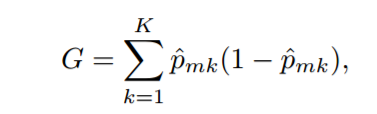 G = \sum_{k=1}^{K} \hat{p}_{mk}(1 - \hat{p}_{mk}),